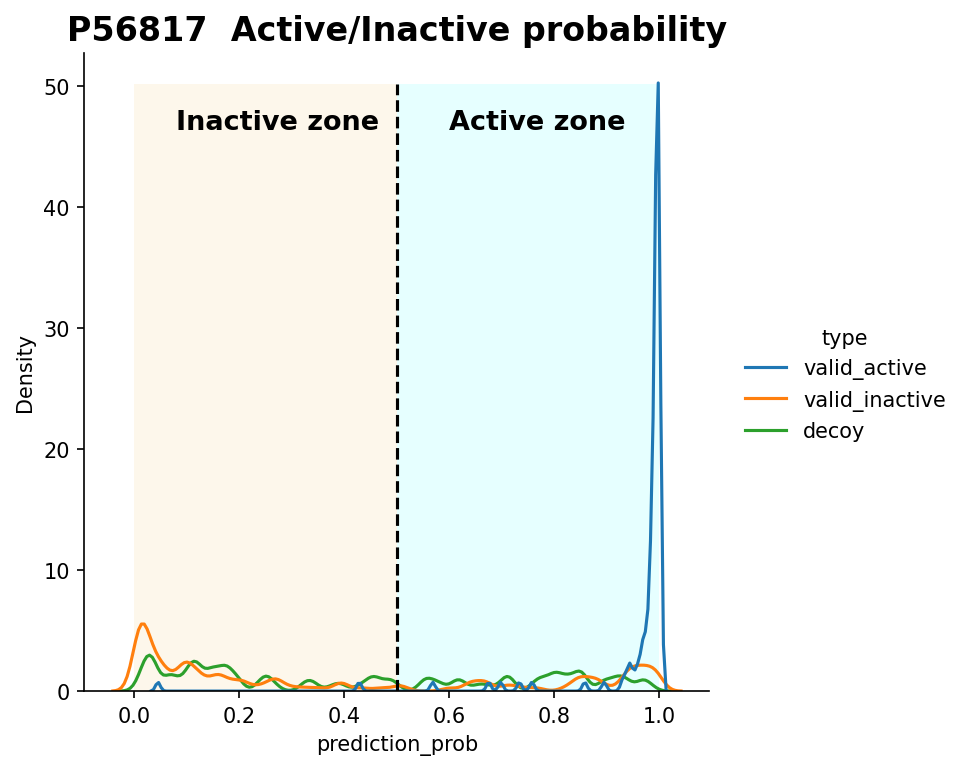 P56817  Active/Inactive probability
Inactive zone
Active zone
50
40
30
20
10
0
Density
0.0
0.2
0.4
0.6
0.8
1.0
prediction_prob
type
valid_active
valid_inactive
decoy